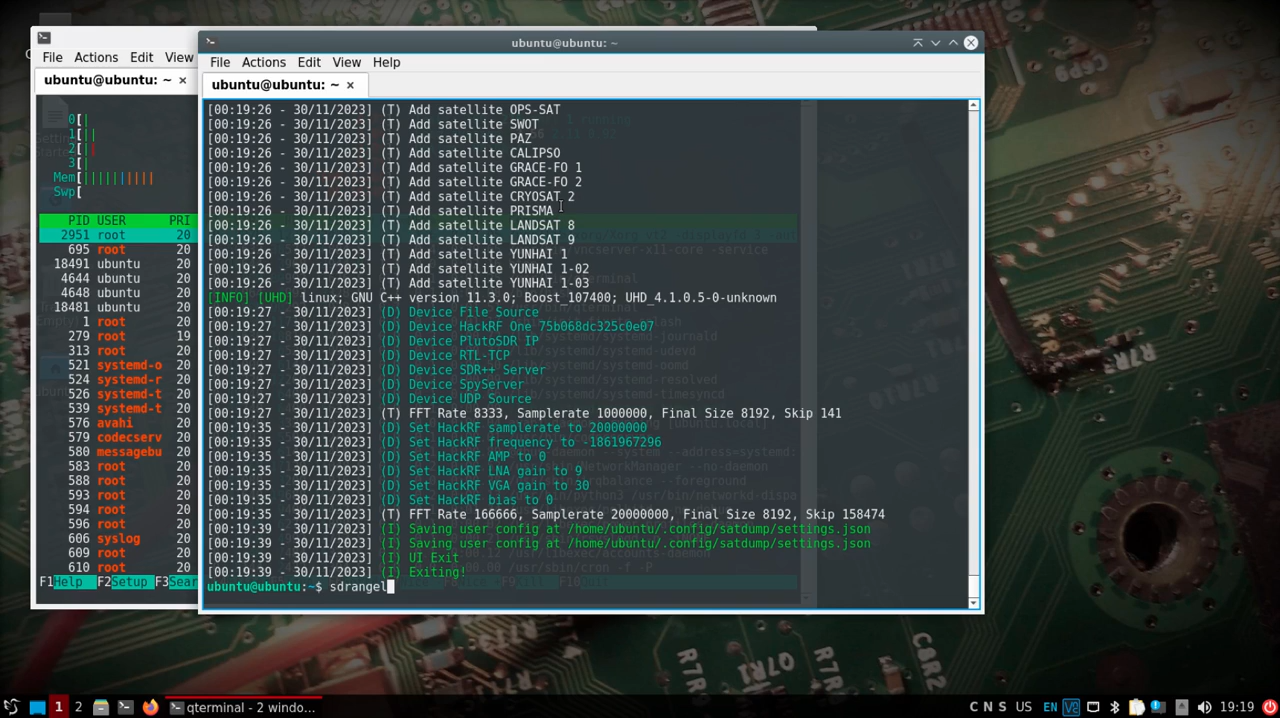 ubuntu@ubuntu: ~
File Actions Edit View Help
ubuntu@ubuntu: ~ ×
[00:19:26 - 30/11/2023] (T) Add satellite OPS-SAT
[00:19:26 - 30/11/2023] (T) Add satellite SWOT
[00:19:26 - 30/11/2023] (T) Add satellite PAZ
[00:19:26 - 30/11/2023] (T) Add satellite CALIPSO
[00:19:26 - 30/11/2023] (T) Add satellite GRACE-FO 1
[00:19:26 - 30/11/2023] (T) Add satellite GRACE-FO 2
[00:19:26 - 30/11/2023] (T) Add satellite CRYOSAT 2
[00:19:26 - 30/11/2023] (T) Add satellite PRISMA
[00:19:26 - 30/11/2023] (T) Add satellite LANDSAT 8
[00:19:26 - 30/11/2023] (T) Add satellite LANDSAT 9
[00:19:26 - 30/11/2023] (T) Add satellite YUNHAI 1
[00:19:26 - 30/11/2023] (T) Add satellite YUNHAI 1-02
[00:19:26 - 30/11/2023] (T) Add satellite YUNHAI 1-03
[INFO] [UHD] linux; GNU C++ version 11.3.0; Boost_107400; UHD_4.1.0.5-0-unknown
[00:19:27 - 30/11/2023] (D) Device File Source
[00:19:27 - 30/11/2023] (D) Device HackRF One 75b068dc325c0e07
[00:19:27 - 30/11/2023] (D) Device PlutoSDR IP
[00:19:27 - 30/11/2023] (D) Device RTL-TCP
[00:19:27 - 30/11/2023] (D) Device SDR++ Server
[00:19:27 - 30/11/2023] (D) Device SpyServer
[00:19:27 - 30/11/2023] (D) Device UDP Source
[00:19:27 - 30/11/2023] (T) FFT Rate 8333, Samplerate 1000000, Final Size 8192, Skip 141
[00:19:35 - 30/11/2023] (D) Set HackRF samplerate to 20000000
[00:19:35 - 30/11/2023] (D) Set HackRF frequency to -1861967296
[00:19:35 - 30/11/2023] (D) Set HackRF AMP to 0
[00:19:35 - 30/11/2023] (D) Set HackRF LNA gain to 9
[00:19:35 - 30/11/2023] (D) Set HackRF VGA gain to 30
[00:19:35 - 30/11/2023] (D) Set HackRF bias to 0
[00:19:35 - 30/11/2023] (T) FFT Rate 166666, Samplerate 20000000, Final Size 8192, Skip 158474
[00:19:39 - 30/11/2023] (I) Saving user config at /home/ubuntu/.config/satdump/settings.json
[00:19:39 - 30/11/2023] (I) Saving user config at /home/ubuntu/.config/satdump/settings.json
[00:19:39 - 30/11/2023] (I) UI Exit
[00:19:39 - 30/11/2023] (I) Exiting!
ubuntu@ubuntu:~$ sdrangel
File Actions Edit View
ubuntu@ubuntu: ~ ×
0[|
1[||
2[||
3[|
Mem[||||||||||||
Swp[
PID USER PRI
2951 root 20
695 root 20
18491 ubuntu 20
4644 ubuntu 20
4648 ubuntu 20
18481 ubuntu 20
1 root 20
279 root 19
313 root 20
521 systemd-o 20
524 systemd-r 20
526 systemd-t 20
539 systemd-t 20
576 avahi 20
579 codecserv 20
580 messagebu 20
583 root 20
588 root 20
593 root 20
594 root 20
596 root 20
606 syslog 20
609 root 20
610 root 20
F1Help F2Setup F3Sear
1 2 qterminal - 2 windo...
C N S US EN 19:19